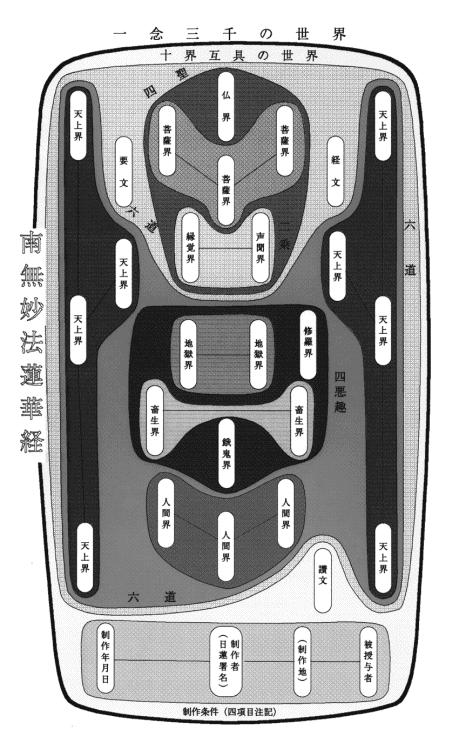 一念三千の世界
十界互具の世界
四聖
仏界
天上界
天上界
菩薩界
菩薩界
菩薩界
要文
経文
六道
二乗
縁覚界
声聞界
六道
南無妙法蓮華経
天上界
天上界
天上界
天上界
地獄界
地獄界
修羅界
四悪趣
畜生界
畜生界
餓鬼界
人間界
人間界
人間界
天上界
天上界
讃文
六道
制作年月日
制作者
(日蓮署名)
(制作地)
被授与者
制作条件(四項目注記)